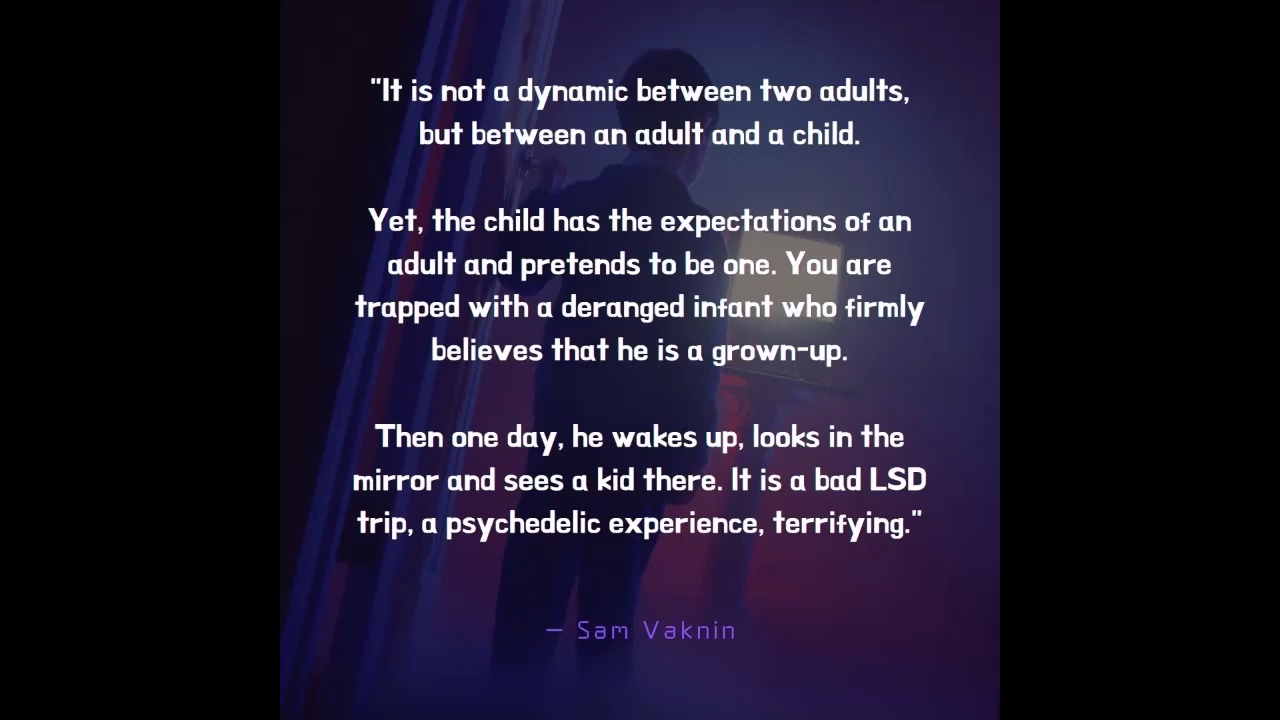 "It is not a dynamic between two adults,
but between an adult and a child.
Yet, the child has the expectations of an
adult and pretends to be one. You are
trapped with a deranged infant who firmly
believes that he is a grown-up.
Then one day, he wakes up, looks in the
mirror and sees a kid there. It is a bad LSD
trip, a psychedelic experience, terrifying."
– Sam Vaknin